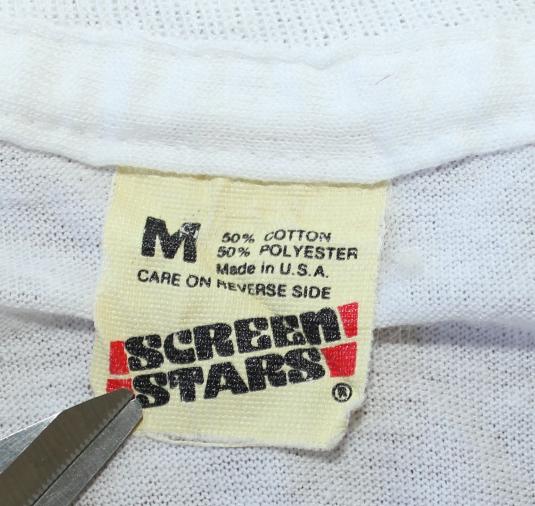 M
50% COTTON
50% POLYESTER
Made in U.S.A.
CARE ON REVERSE SIDE
SCREEN
STARS
®